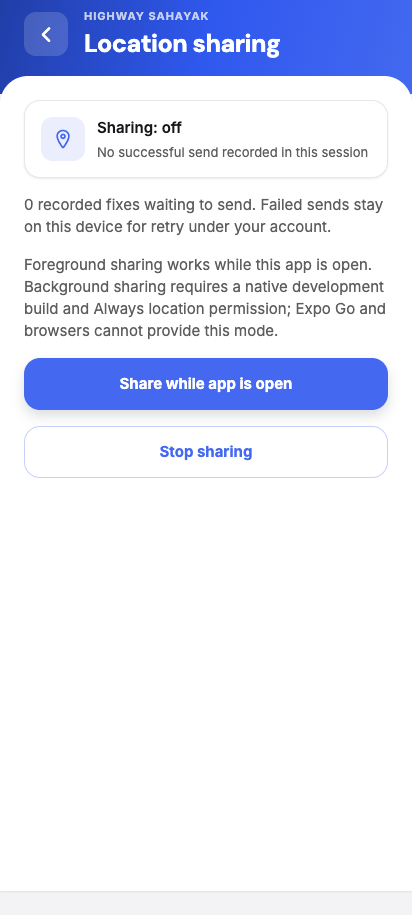 HIGHWAY SAHAYAK
Location sharing
Sharing: off
No successful send recorded in this session
0 recorded fixes waiting to send. Failed sends stay
on this device for retry under your account.
Foreground sharing works while this app is open.
Background sharing requires a native development
build and Always location permission; Expo Go and
browsers cannot provide this mode.
Share while app is open
Stop sharing